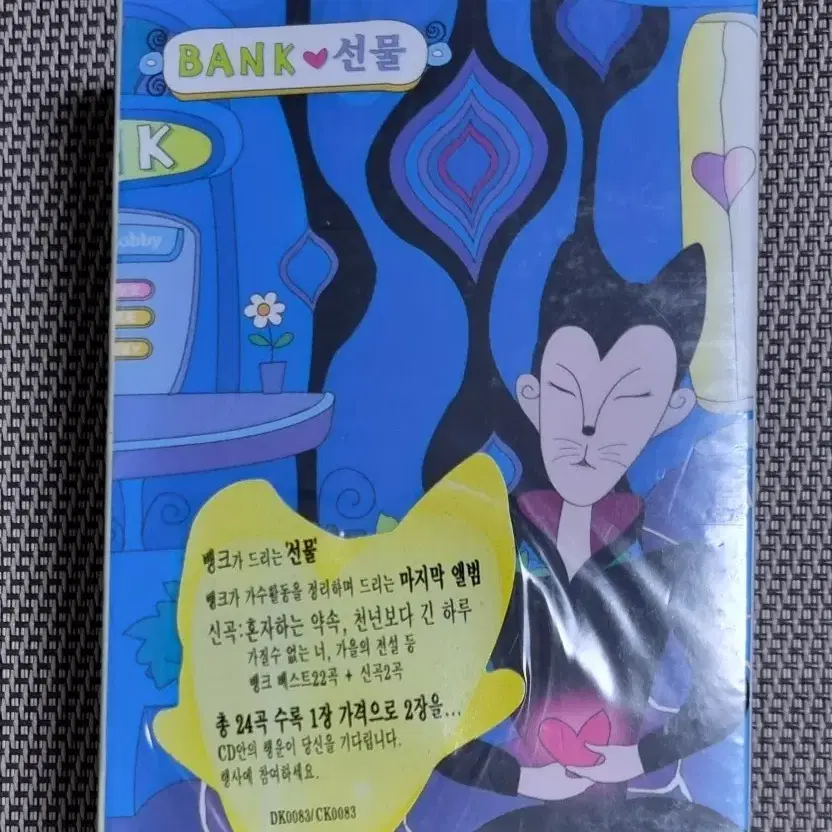 BANK 선물
K
obby
뱅크가 드리는 '선물'
뱅크가 가수활동을 정리하며 드리는 마지막 앨범
신곡:혼자하는 약속, 천년보다 긴 하루
가질수 없는 너, 가을의 전설 등
뱅크 베스트22곡 + 신곡2곡
총 24곡 수록 1장 가격으로 2장을...
CD안의 행운이 당신을 기다립니다.
행사에 참여하세요.
DK0083/CK0083